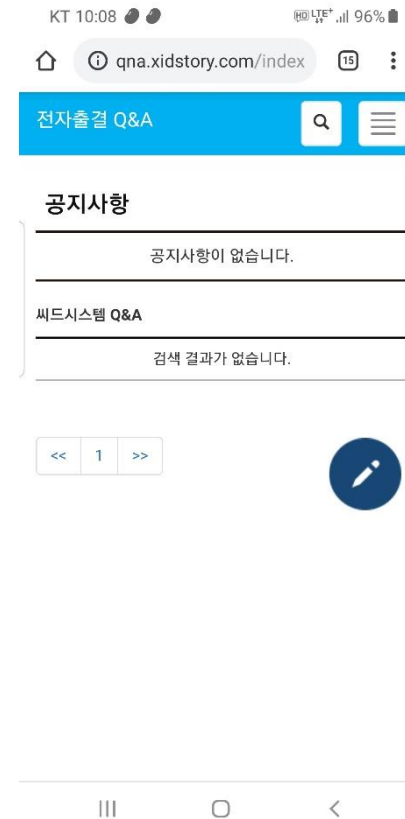 KT 10:08 HD LTE+ 96%
qna.xidstory.com/index 15
전자출결 Q&A
공지사항
공지사항이 없습니다.
씨드시스템 Q&A
검색 결과가 없습니다.
<< 1 >>